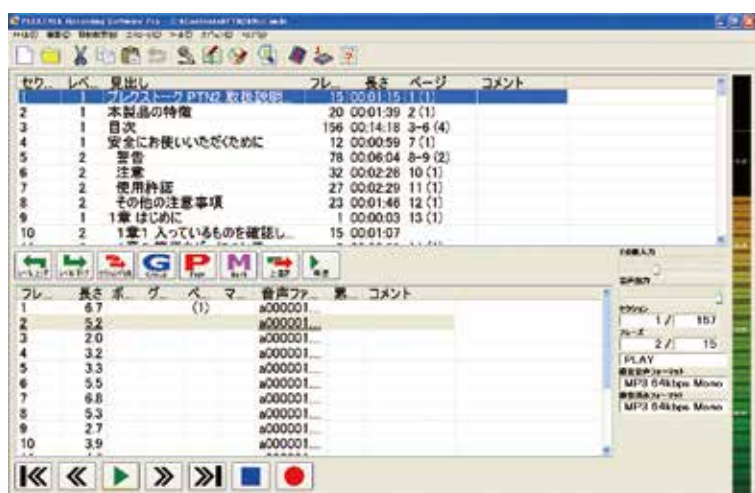 PLEXTALK Recording Software Pro
セク... レベ... 見出し フレ... 長さ ページ コメント
1 1 プレクストーク PTN2 取扱説明... 15 00:01:15 1 (1)
2 1 本製品の特徴 20 00:01:39 2 (1)
3 1 目次 156 00:14:18 3-6 (4)
4 1 安全にお使いいただくために 12 00:00:59 7 (1)
5 2 警告 78 00:06:04 8-9 (2)
6 2 注意 32 00:02:26 10 (1)
7 2 使用許諾 27 00:02:29 11 (1)
8 2 その他の注意事項 23 00:01:46 12 (1)
9 1 1章 はじめに 1 00:00:03 13 (1)
10 2 1章1 入っているものを確認し... 15 00:01:07
G P M
フレ... 長さ ポ... グ... ペ... マ... 音声ファ... 累... コメント
1 6.7 (1) a000001...
2 5.2 a000001...
3 2.0 a000001...
4 3.2 a000001...
5 3.3 a000001...
6 5.5 a000001...
7 6.8 a000001...
8 5.3 a000001...
9 2.7 a000001...
10 3.9 a000001...
セクション
1 / 157
フレーズ
2 / 15
PLAY
MP3 64kbps Mono
MP3 64kbps Mono